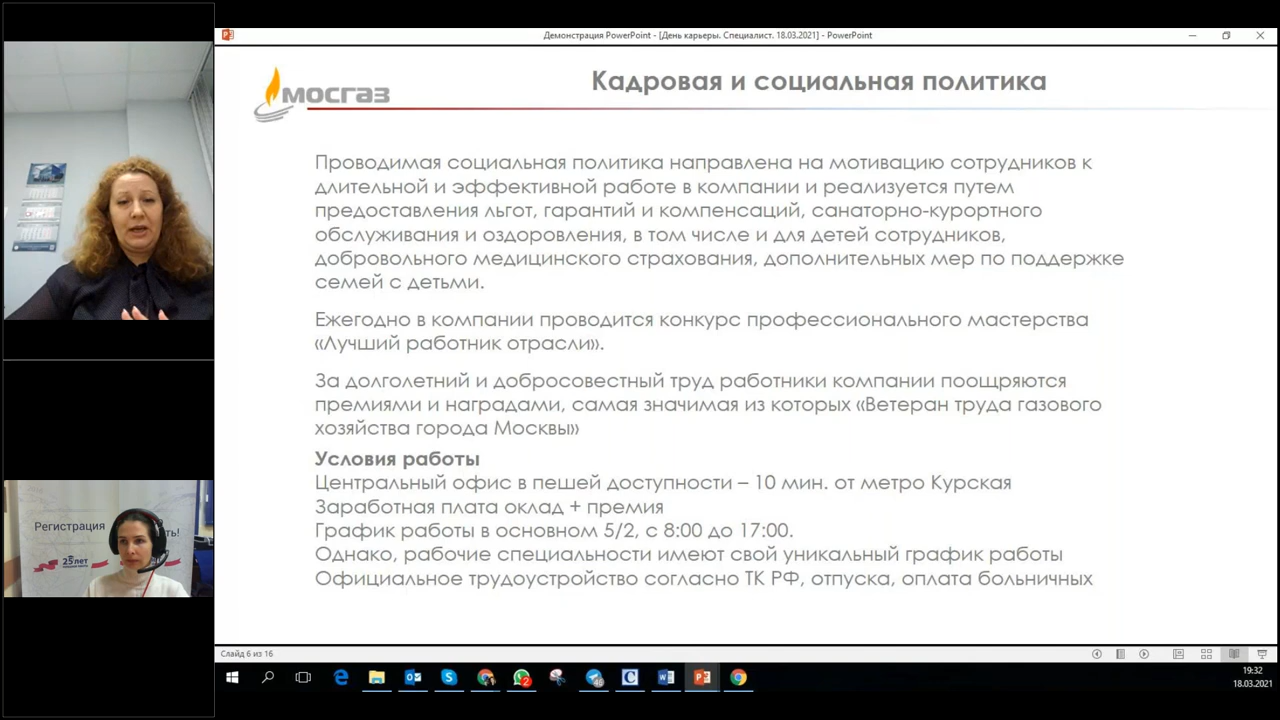 Демонстрация PowerPoint - [День карьеры. Специалист. 18.03.2021] - PowerPoint
мосгаз
Кадровая и социальная политика
Проводимая социальная политика направлена на мотивацию сотрудников к
длительной и эффективной работе в компании и реализуется путем
предоставления льгот, гарантий и компенсаций, санаторно-курортного
обслуживания и оздоровления, в том числе и для детей сотрудников,
добровольного медицинского страхования, дополнительных мер по поддержке
семей с детьми.
Ежегодно в компании проводится конкурс профессионального мастерства
«Лучший работник отрасли».
За долголетний и добросовестный труд работники компании поощряются
премиями и наградами, самая значимая из которых «Ветеран труда газового
хозяйства города Москвы»
Условия работы
Центральный офис в пешей доступности – 10 мин. от метро Курская
Заработная плата оклад + премия
График работы в основном 5/2, с 8:00 до 17:00.
Однако, рабочие специальности имеют свой уникальный график работы
Официальное трудоустройство согласно ТК РФ, отпуска, оплата больничных
Регистрация
25 лет
Слайд 6 из 16
19:32
18.03.2021